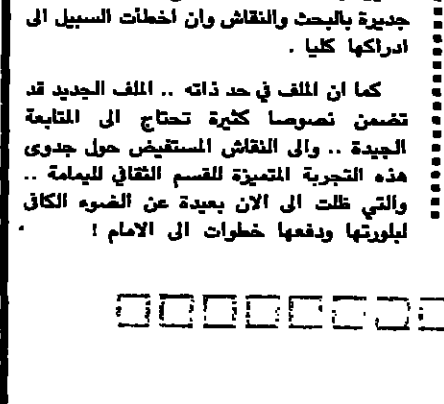 جديرة بالبحث والنقاش وان اخطأت السبيل الى
ادراكها كليا .
كما ان الملف في حد ذاته .. الملف الجديد قد
تضمن نصوصا كثيرة تحتاج الى المتابعة
الجيدة .. والى النقاش المستفيض حول جدوى
هذه التجربة المتميزة للقسم الثقافي لليمامة ..
والتي ظلت الى الان بعيدة عن الضوء الكافي
لبلورتها ودفعها خطوات الى الامام !